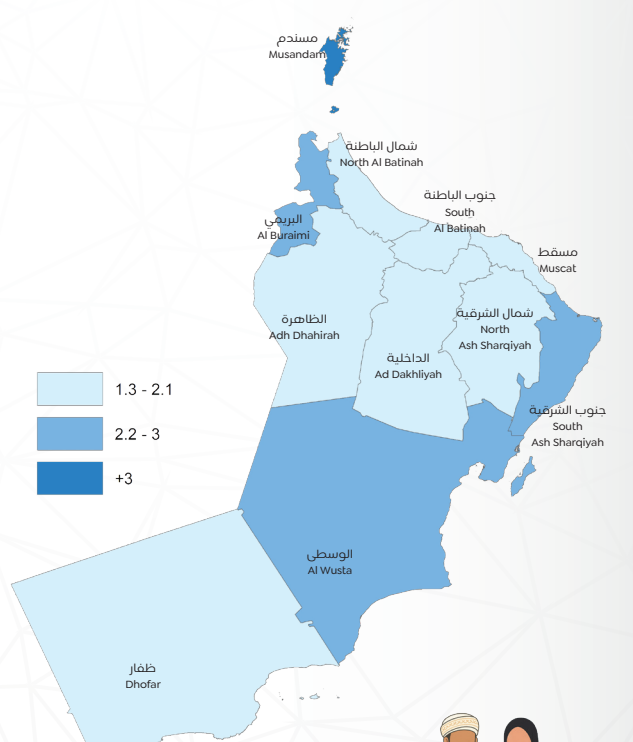 مسندم
Musandam
شمال الباطنة
North Al Batinah
جنوب الباطنة
South
Al Batinah
البريمي
Al Buraimi
مسقط
Muscat
الظاهرة
Adh Dhahirah
شمال الشرقية
North
Ash Sharqiyah
الداخلية
Ad Dakhliyah
1.3 - 2.1
2.2 - 3
+3
جنوب الشرقية
South
Ash Sharqiyah
الوسطى
Al Wusta
ظفار
Dhofar